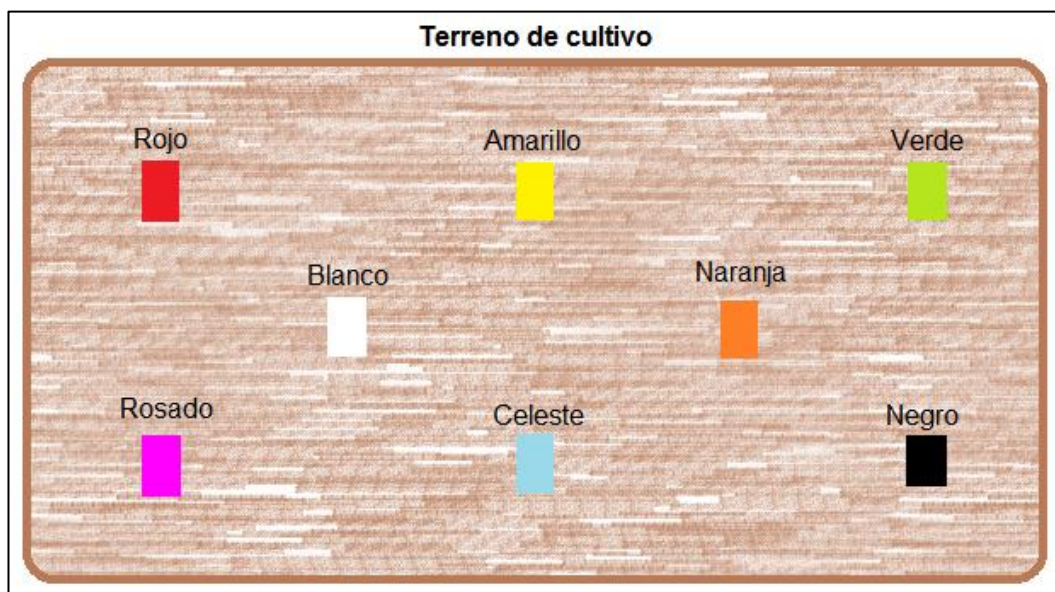 Terreno de cultivo
Rojo
Amarillo
Verde
Blanco
Naranja
Rosado
Celeste
Negro